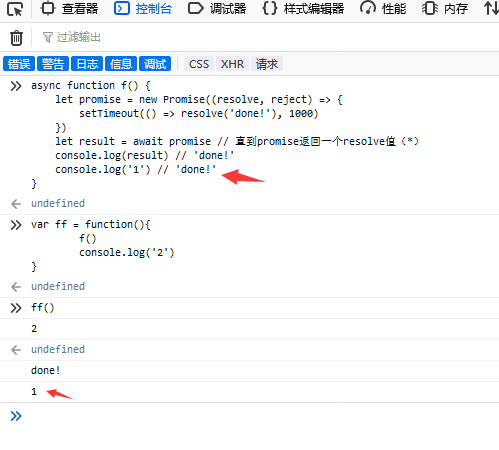 查看器 控制台 调试器 样式编辑器 性能 内存
过滤输出
错误 警告 日志 信息 调试 CSS XHR 请求
async function f() {
let promise = new Promise((resolve, reject) => {
setTimeout(() => resolve('done!'), 1000)
})
let result = await promise // 直到promise返回一个resolve值（*）
console.log(result) // 'done!'
console.log('1') // 'done!'
}
undefined
var ff = function(){
f()
console.log('2')
}
undefined
ff()
2
undefined
done!
1